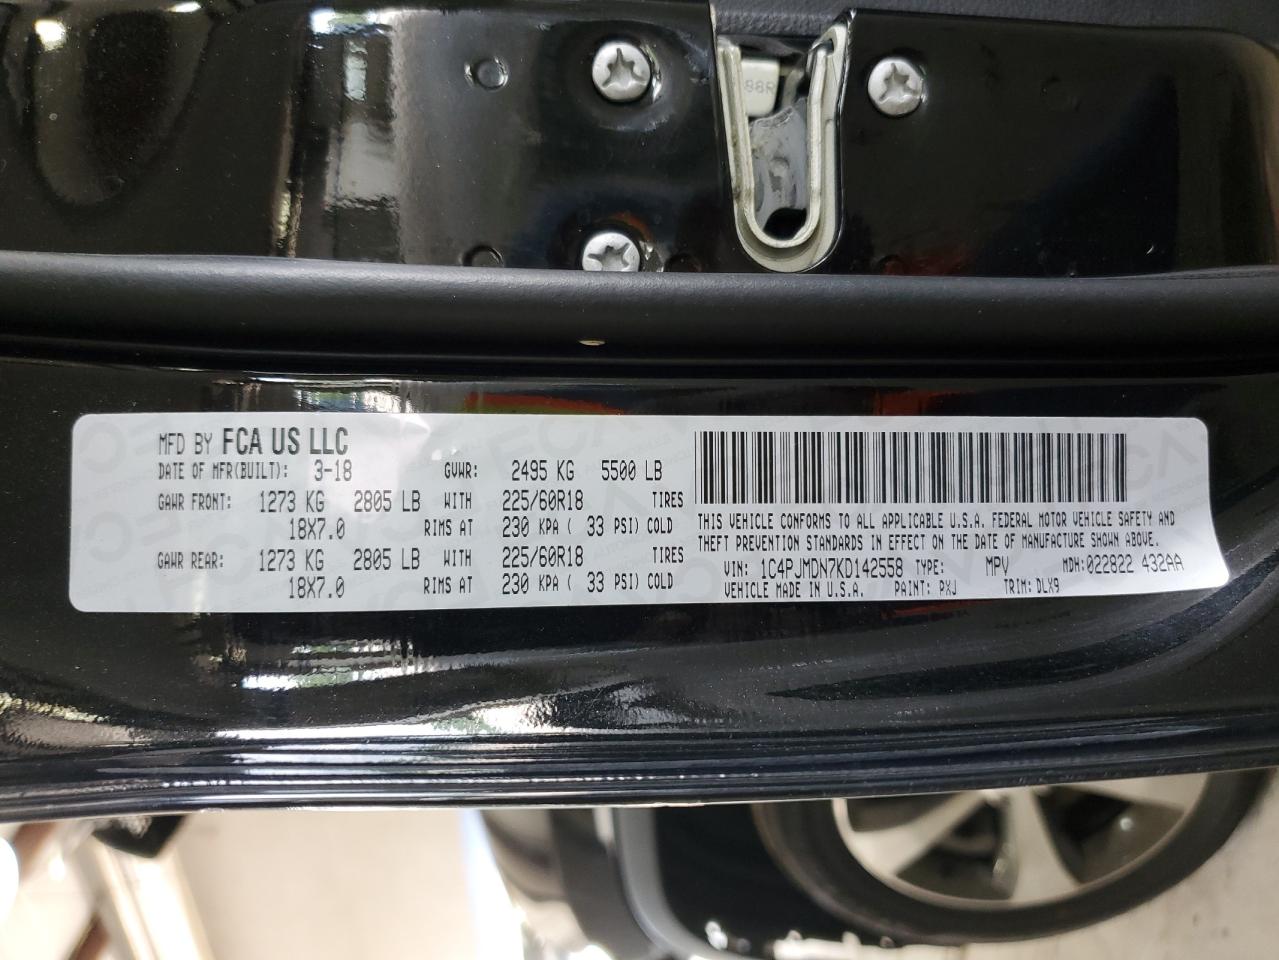 88R
MFD BY FCA US LLC
DATE OF MFR(BUILT): 3-18 GVWR: 2495 KG 5500 LB
GAWR FRONT: 1273 KG 2805 LB WITH 225/60R18 TIRES
18X7.0 RIMS AT 230 KPA ( 33 PSI) COLD
GAWR REAR: 1273 KG 2805 LB WITH 225/60R18 TIRES
18X7.0 RIMS AT 230 KPA ( 33 PSI) COLD
THIS VEHICLE CONFORMS TO ALL APPLICABLE U.S.A. FEDERAL MOTOR VEHICLE SAFETY AND
THEFT PREVENTION STANDARDS IN EFFECT ON THE DATE OF MANUFACTURE SHOWN ABOVE.
VIN: 1C4PJMDN7KD142558 TYPE: MPV MDH:022822 432AA
VEHICLE MADE IN U.S.A. PAINT: PXJ TRIM: DLX9